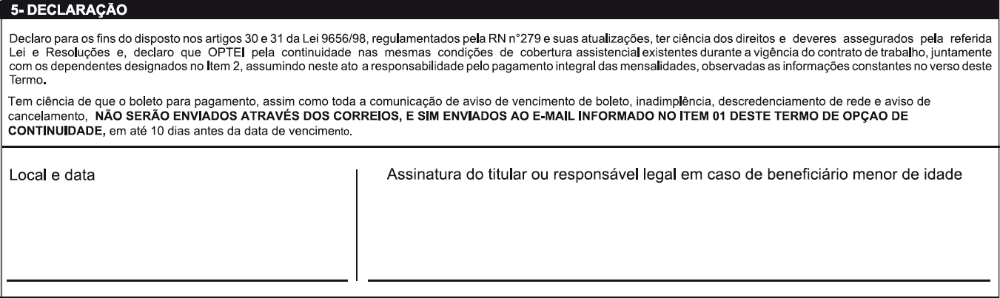 5- DECLARAÇÃO
Declaro para os fins do disposto nos artigos 30 e 31 da Lei 9656/98, regulamentados pela RN n°279 e suas atualizações, ter ciência dos direitos e deveres assegurados pela referida
Lei e Resoluções e, declaro que OPTEI pela continuidade nas mesmas condições de cobertura assistencial existentes durante a vigência do contrato de trabalho, juntamente
com os dependentes designados no Item 2, assumindo neste ato a responsabilidade pelo pagamento integral das mensalidades, observadas as informações constantes no verso deste
Termo.
Tem ciência de que o boleto para pagamento, assim como toda a comunicação de aviso de vencimento de boleto, inadimplência, descredenciamento de rede e aviso de
cancelamento, NÃO SERÃO ENVIADOS ATRAVÉS DOS CORREIOS, E SIM ENVIADOS AO E-MAIL INFORMADO NO ITEM 01 DESTE TERMO DE OPÇAO DE
CONTINUIDADE, em até 10 dias antes da data de vencimento.
Local e data
Assinatura do titular ou responsável legal em caso de beneficiário menor de idade